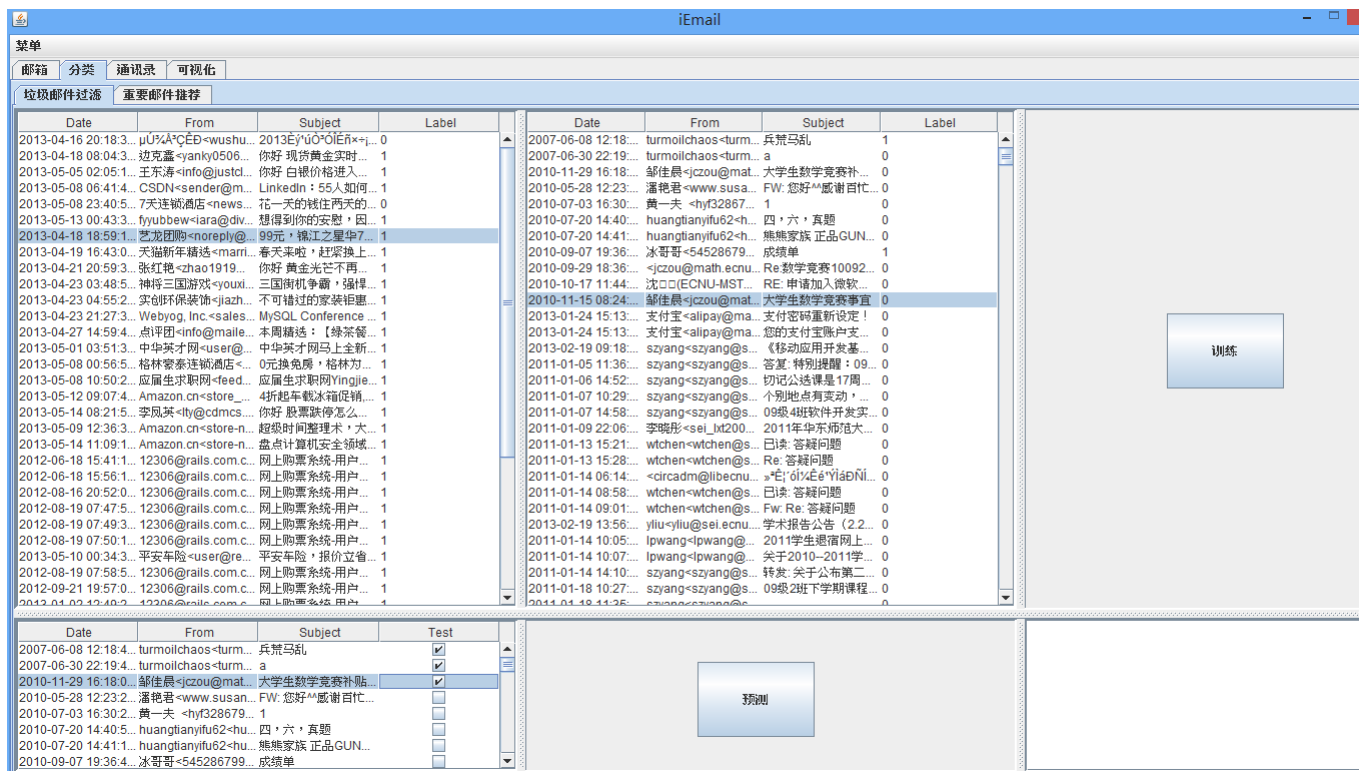 iEmail
菜单
邮箱 分类 通讯录 可视化
垃圾邮件过滤 重要邮件推荐
Date From Subject Label
2013-04-16 20:18:3... µÚ¾Å³ÇÊÐ<wushu... 0
2013-04-18 08:04:3... 边克鑫<yanky0506... 你好 现货黄金实时... 1
2013-05-05 02:05:1... 王东涛<info@justcl... 你好 白银价格进入... 1
2013-05-08 06:41:4... CSDN<sender@m... LinkedIn：55人如何... 1
2013-05-08 23:40:5... 7天连锁酒店<news... 花一天的钱住两天的... 0
2013-05-13 00:43:3... fyyubbew<iara@div... 想得到你的安慰，因... 1
2013-04-18 18:59:1... 艺龙团购<noreply@... 99元，锦江之星华7... 1
2013-04-19 16:43:0... 天猫新年精选<marri... 春天来啦，赶紧换上... 1
2013-04-21 20:59:3... 张红艳<zhao1919... 你好 黄金光芒不再... 1
2013-04-23 03:48:5... 神将三国游戏<youxi... 三国街机争霸，强悍... 1
2013-04-23 04:55:2... 实创环保装饰<jiazh... 不可错过的家装钜惠... 1
2013-04-23 21:27:3... Webyog, Inc.<sales... MySQL Conference ... 1
2013-04-27 14:59:4... 点评团<info@maile... 本周精选：【绿茶餐... 1
2013-05-01 03:51:3... 中华英才网<user@... 中华英才网马上全新... 1
2013-05-08 00:56:5... 格林豪泰连锁酒店<... 0元换免房，格林为... 1
2013-05-08 10:50:2... 应届生求职网<feed... 应届生求职网Yingjie... 1
2013-05-12 09:07:4... Amazon.cn<store_... 4折起车载冰箱促销,... 1
2013-05-14 08:21:5... 李凤英<lty@cdmcs.... 你好 股票跌停怎么... 1
2013-05-09 12:36:3... Amazon.cn<store-n... 超级时间整理术，大... 1
2013-05-14 11:09:1... Amazon.cn<store-n... 盘点计算机安全领域... 1
2012-06-18 15:41:1... 12306@rails.com.c... 网上购票系统-用户... 1
2012-06-18 15:56:1... 12306@rails.com.c... 网上购票系统-用户... 1
2012-08-16 20:52:0... 12306@rails.com.c... 网上购票系统-用户... 1
2012-08-19 07:47:5... 12306@rails.com.c... 网上购票系统-用户... 1
2012-08-19 07:49:3... 12306@rails.com.c... 网上购票系统-用户... 1
2012-08-19 07:50:1... 12306@rails.com.c... 网上购票系统-用户... 1
2013-05-10 00:34:3... 平安车险<user@re... 平安车险，报价立省... 1
2012-08-19 07:58:5... 12306@rails.com.c... 网上购票系统-用户... 1
2012-09-21 19:57:0... 12306@rails.com.c... 网上购票系统-用户... 1
2013-01-02 12:49:2... 12306@rails.com.c... 网上购票系统-用户... 1
Date From Subject Label
2007-06-08 12:18:... turmoilchaos<turm... 兵荒马乱 1
2007-06-30 22:19:... turmoilchaos<turm... a 0
2010-11-29 16:18:... 邹佳晨<jczou@mat... 大学生数学竞赛补... 0
2010-05-28 12:23:... 潘艳君<www.susa... FW: 您好^^感谢百忙... 0
2010-07-03 16:30:... 黄一夫 <hyf32867... 1 0
2010-07-20 14:40:... huangtianyifu62<h... 四，六，真题 0
2010-07-20 14:41:... huangtianyifu62<h... 熊熊家族 正品GUN... 0
2010-09-07 19:36:... 冰哥哥<54528679... 成绩单 1
2010-09-29 18:36:... <jczou@math.ecnu... Re:数学竞赛10092... 0
2010-10-17 11:44:... 沈□□(ECNU-MST... RE: 申请加入微软... 0
2010-11-15 08:24:... 邹佳晨<jczou@mat... 大学生数学竞赛事宜 0
2013-01-24 15:13:... 支付宝<alipay@ma... 支付密码重新设定！ 0
2013-01-24 15:13:... 支付宝<alipay@ma... 您的支付宝账户支... 0
2013-02-19 09:18:... szyang<szyang@s... 《移动应用开发基... 0
2011-01-05 11:36:... szyang<szyang@s... 答复: 特别提醒：09... 0
2011-01-06 14:52:... szyang<szyang@s... 切记公选课是17周... 0
2011-01-07 10:29:... szyang<szyang@s... 个别地点有变动，... 0
2011-01-07 14:58:... szyang<szyang@s... 09级4班软件开发实... 0
2011-01-09 22:06:... 李晓彤<sei_lxt200... 2011年华东师范大... 0
2011-01-13 15:21:... wtchen<wtchen@s... 已读: 答疑问题 0
2011-01-13 15:28:... wtchen<wtchen@s... Re: 答疑问题 0
2011-01-14 06:14:... <circadm@libecnu... 0
2011-01-14 08:58:... wtchen<wtchen@s... 已读: 答疑问题 0
2011-01-14 09:01:... wtchen<wtchen@s... Fw: Re: 答疑问题 0
2013-02-19 13:56:... yliu<yliu@sei.ecnu.... 学术报告公告（2.2... 0
2011-01-14 10:05:... lpwang<lpwang@... 2011学生退宿网上... 0
2011-01-14 10:07:... lpwang<lpwang@... 关于2010--2011学... 0
2011-01-14 14:10:... szyang<szyang@s... 转发: 关于公布第二... 0
2011-01-18 10:27:... szyang<szyang@s... 09级2班下学期课程... 0
2011-01-18 11:35:... szyang<szyang@s... 0
训练
Date From Subject Test
2007-06-08 12:18:4... turmoilchaos<turm... 兵荒马乱
2007-06-30 22:19:4... turmoilchaos<turm... a
2010-11-29 16:18:0... 邹佳晨<jczou@mat... 大学生数学竞赛补贴...
2010-05-28 12:23:2... 潘艳君<www.susan... FW: 您好^^感谢百忙...
2010-07-03 16:30:2... 黄一夫 <hyf328679... 1
2010-07-20 14:40:5... huangtianyifu62<hu... 四，六，真题
2010-07-20 14:41:1... huangtianyifu62<hu... 熊熊家族 正品GUN...
2010-09-07 19:36:4... 冰哥哥<545286799... 成绩单
预测